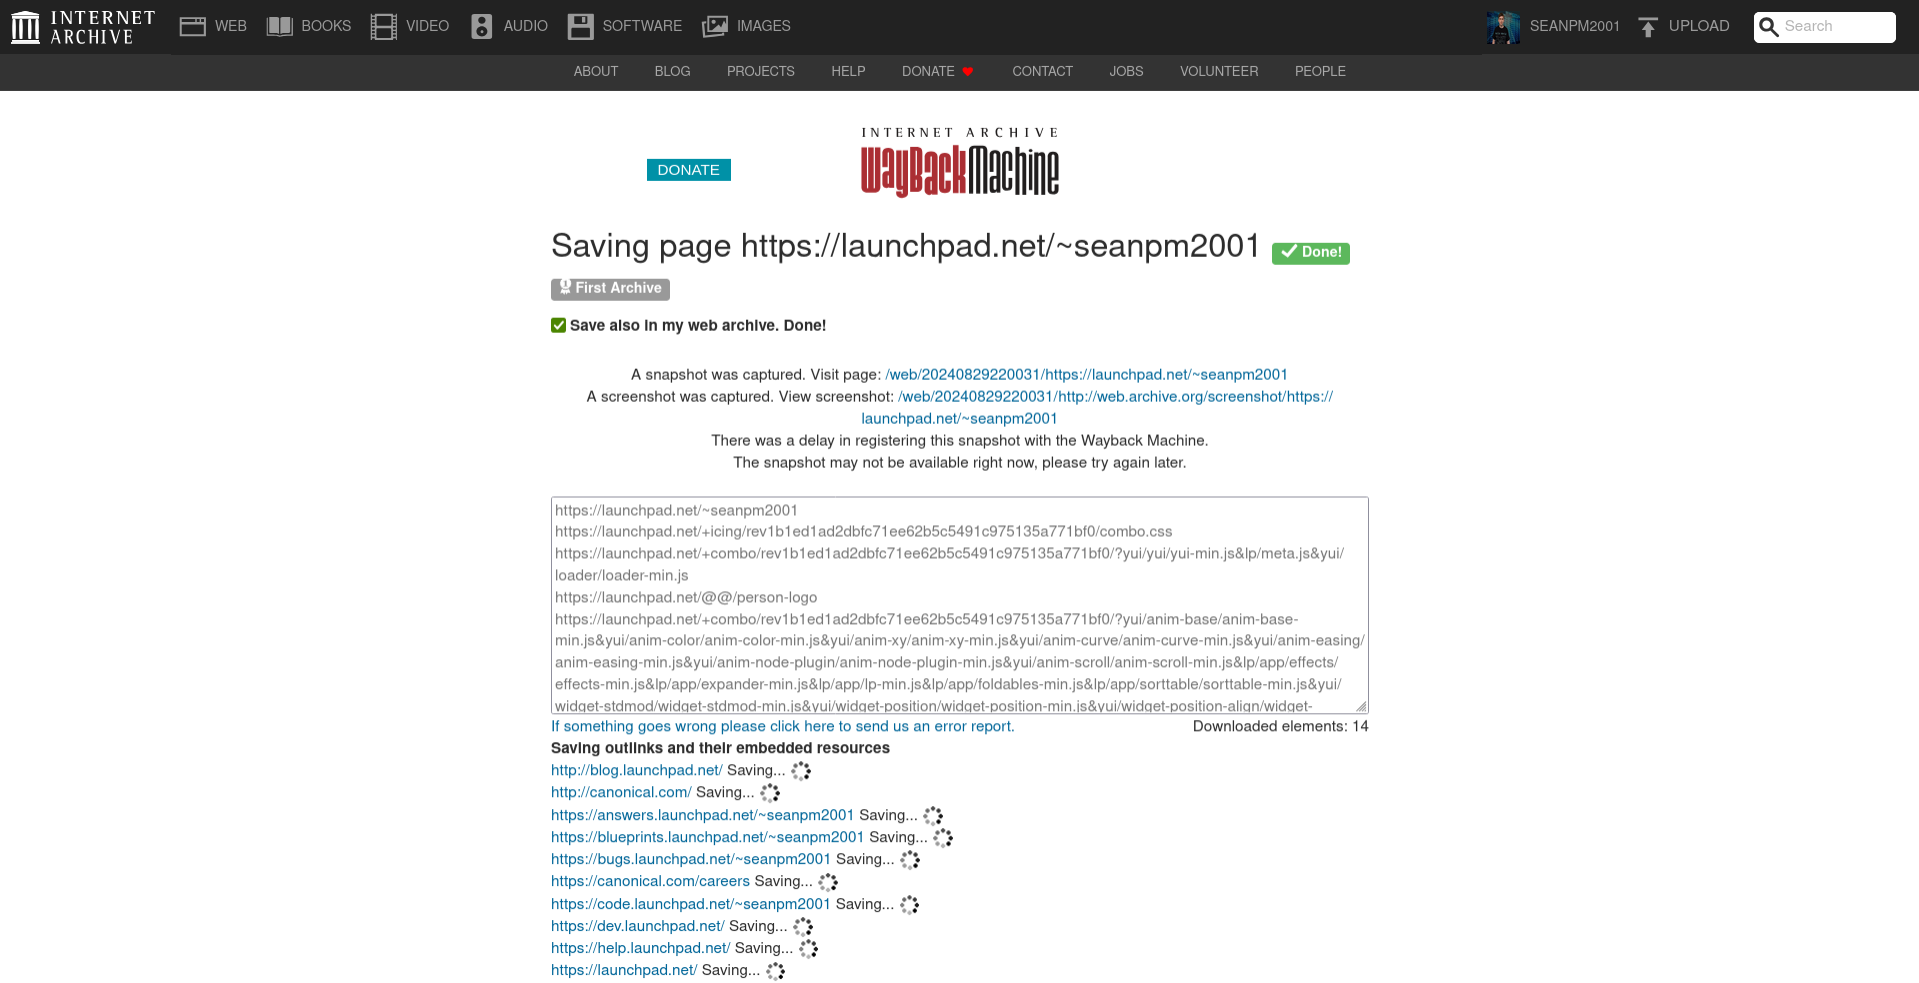 INTERNET ARCHIVE
WEB BOOKS VIDEO AUDIO SOFTWARE IMAGES SEANPM2001 UPLOAD Search
ABOUT BLOG PROJECTS HELP DONATE CONTACT JOBS VOLUNTEER PEOPLE
INTERNET ARCHIVE
DONATE
WayBackMachine
Saving page https://launchpad.net/~seanpm2001 Done!
First Archive
Save also in my web archive. Done!
A snapshot was captured. Visit page: /web/20240829220031/https://launchpad.net/~seanpm2001
A screenshot was captured. View screenshot: /web/20240829220031/http://web.archive.org/screenshot/https://
launchpad.net/~seanpm2001
There was a delay in registering this snapshot with the Wayback Machine.
The snapshot may not be available right now, please try again later.
https://launchpad.net/~seanpm2001
https://launchpad.net/+icing/rev1b1ed1ad2dbfc71ee62b5c5491c975135a771bf0/combo.css
https://launchpad.net/+combo/rev1b1ed1ad2dbfc71ee62b5c5491c975135a771bf0/?yui/yui/yui-min.js&lp/meta.js&yui/
loader/loader-min.js
https://launchpad.net/@@/person-logo
https://launchpad.net/+combo/rev1b1ed1ad2dbfc71ee62b5c5491c975135a771bf0/?yui/anim-base/anim-base-
min.js&yui/anim-color/anim-color-min.js&yui/anim-xy/anim-xy-min.js&yui/anim-curve/anim-curve-min.js&yui/anim-easing/
anim-easing-min.js&yui/anim-node-plugin/anim-node-plugin-min.js&yui/anim-scroll/anim-scroll-min.js&lp/app/effects/
effects-min.js&lp/app/expander-min.js&lp/app/lp-min.js&lp/app/foldables-min.js&lp/app/sorttable/sorttable-min.js&yui/
widget-stdmod/widget-stdmod-min.js&yui/widget-position/widget-position-min.js&yui/widget-position-align/widget-
If something goes wrong please click here to send us an error report. Downloaded elements: 14
Saving outlinks and their embedded resources
http://blog.launchpad.net/ Saving...
http://canonical.com/ Saving...
https://answers.launchpad.net/~seanpm2001 Saving...
https://blueprints.launchpad.net/~seanpm2001 Saving...
https://bugs.launchpad.net/~seanpm2001 Saving...
https://canonical.com/careers Saving...
https://code.launchpad.net/~seanpm2001 Saving...
https://dev.launchpad.net/ Saving...
https://help.launchpad.net/ Saving...
https://launchpad.net/ Saving...